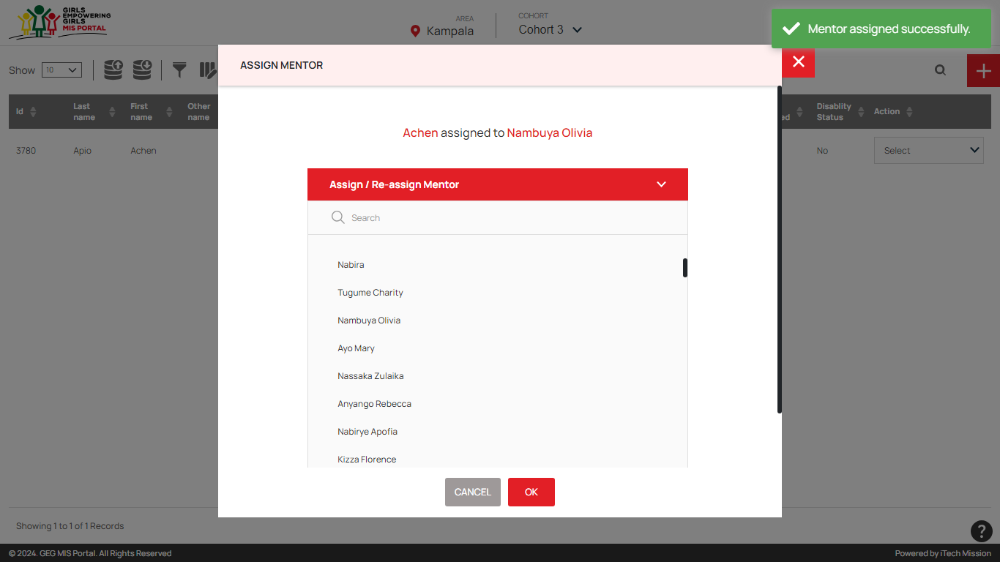 GIRLS
EMPOWERING
GIRLS
MIS PORTAL
AREA
Kampala
COHORT
Cohort 3
Mentor assigned successfully.
Show 10
ASSIGN MENTOR
Id
Last name
First name
Other name
ed
Disablity Status
Action
3780
Apio
Achen
No
Select
Achen assigned to Nambuya Olivia
Assign / Re-assign Mentor
Search
Nabira
Tugume Charity
Nambuya Olivia
Ayo Mary
Nassaka Zulaika
Anyango Rebecca
Nabirye Apofia
Kizza Florence
CANCEL
OK
Showing 1 to 1 of 1 Records
?
© 2024. GEG MIS Portal. All Rights Reserved
Powered by iTech Mission